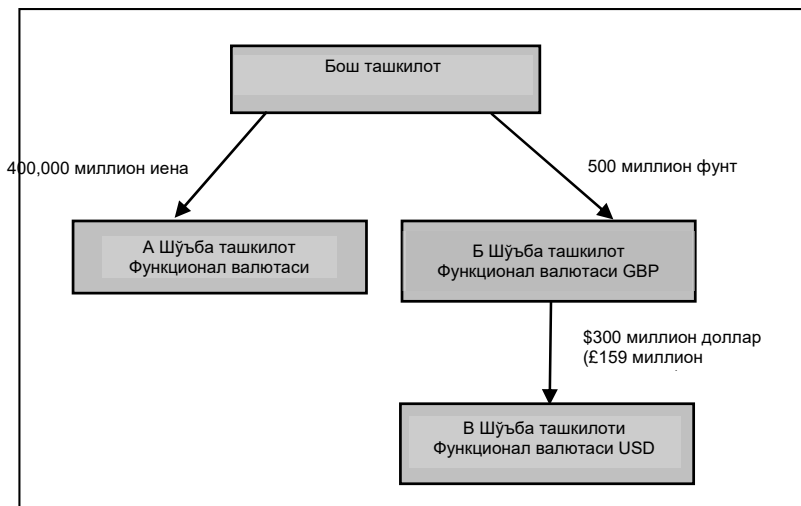 Бош ташкилот
400,000 миллион иена
500 миллион фунт
А Шўъба ташкилот
Функционал валютаси
Б Шўъба ташкилот
Функционал валютаси GBP
$300 миллион доллар
(£159 миллион
В Шўъба ташкилоти
Функционал валютаси USD